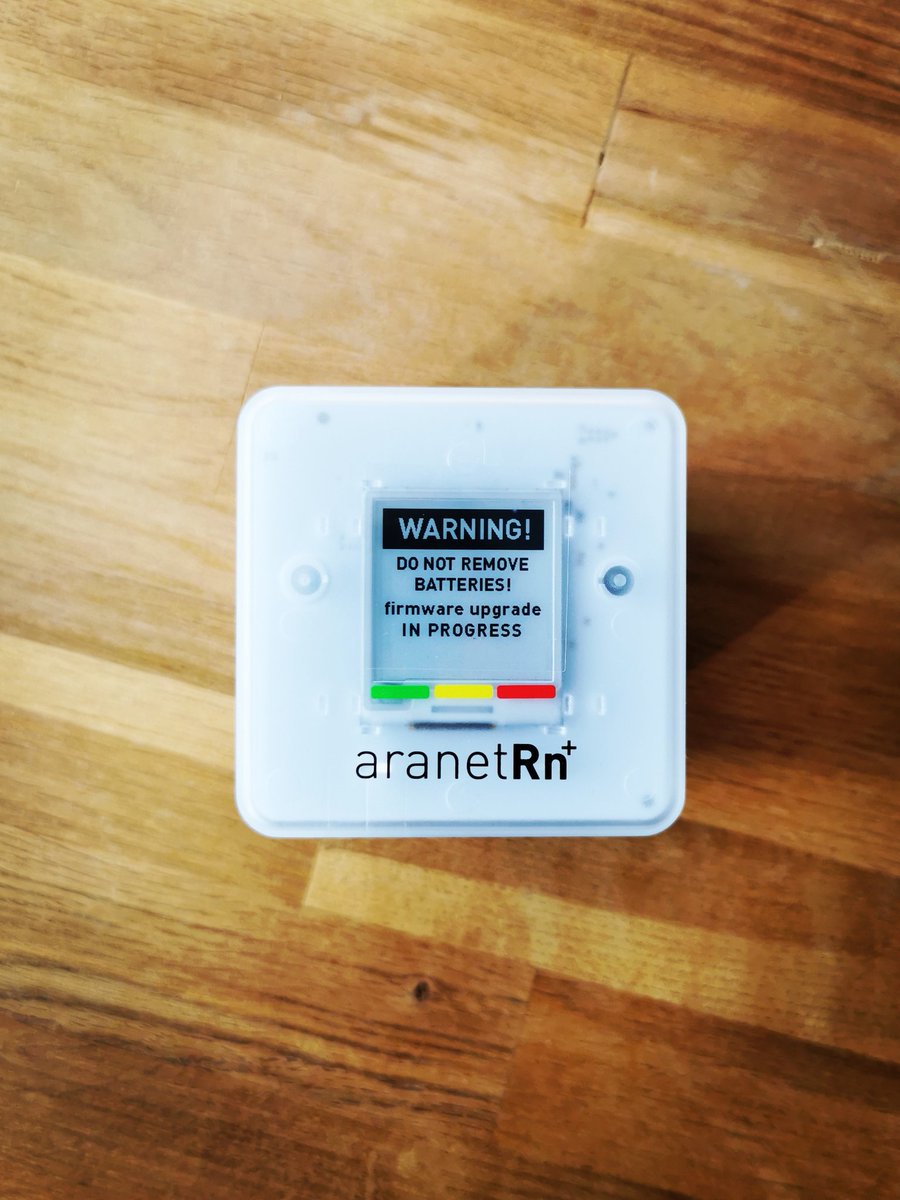 WARNING!
DO NOT REMOVE
BATTERIES!
firmware upgrade
IN PROGRESS
aranetRn+